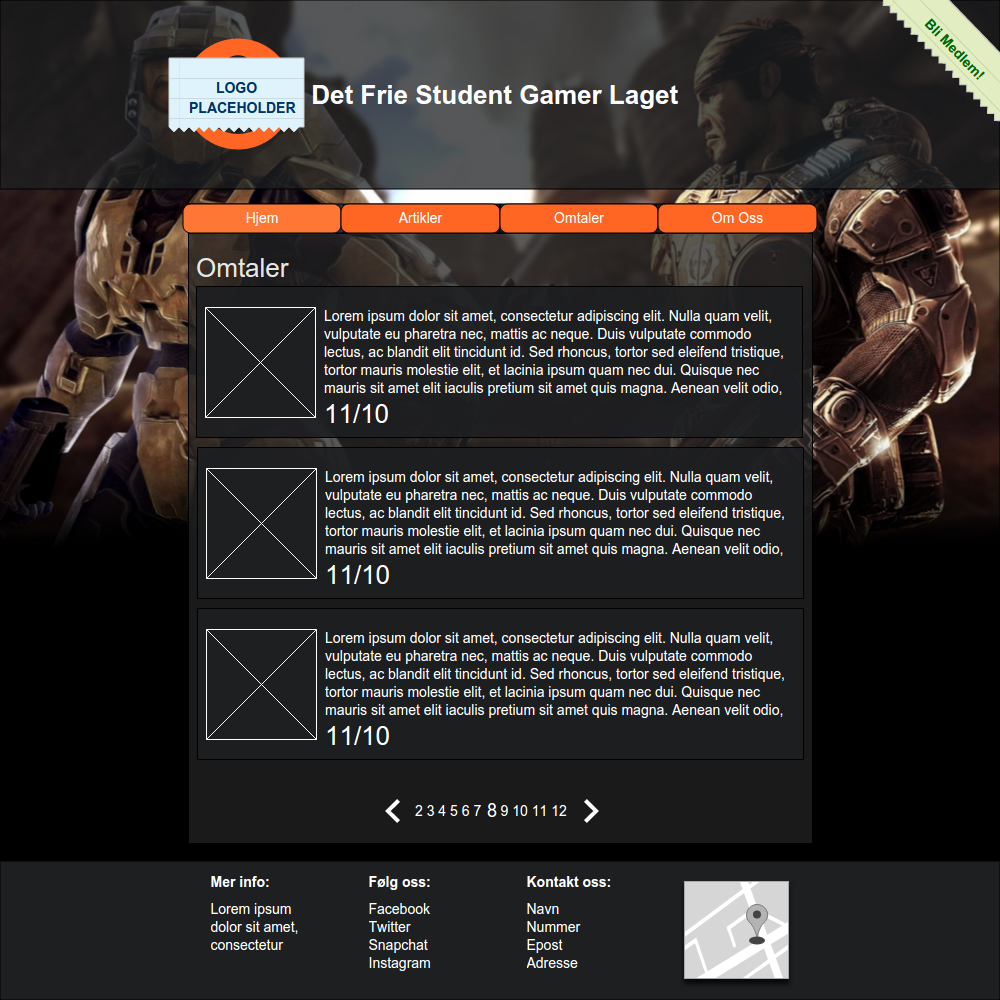 Bli Medlem!
LOGO
PLACEHOLDER
Det Frie Student Gamer Laget
Hjem
Artikler
Omtaler
Om Oss
Omtaler
Lorem ipsum dolor sit amet, consectetur adipiscing elit. Nulla quam velit,
vulputate eu pharetra nec, mattis ac neque. Duis vulputate commodo
lectus, ac blandit elit tincidunt id. Sed rhoncus, tortor sed eleifend tristique,
tortor mauris molestie elit, et lacinia ipsum quam nec dui. Quisque nec
mauris sit amet elit iaculis pretium sit amet quis magna. Aenean velit odio,
11/10
Lorem ipsum dolor sit amet, consectetur adipiscing elit. Nulla quam velit,
vulputate eu pharetra nec, mattis ac neque. Duis vulputate commodo
lectus, ac blandit elit tincidunt id. Sed rhoncus, tortor sed eleifend tristique,
tortor mauris molestie elit, et lacinia ipsum quam nec dui. Quisque nec
mauris sit amet elit iaculis pretium sit amet quis magna. Aenean velit odio,
11/10
Lorem ipsum dolor sit amet, consectetur adipiscing elit. Nulla quam velit,
vulputate eu pharetra nec, mattis ac neque. Duis vulputate commodo
lectus, ac blandit elit tincidunt id. Sed rhoncus, tortor sed eleifend tristique,
tortor mauris molestie elit, et lacinia ipsum quam nec dui. Quisque nec
mauris sit amet elit iaculis pretium sit amet quis magna. Aenean velit odio,
11/10
2 3 4 5 6 7 8 9 10 11 12
Mer info:
Lorem ipsum
dolor sit amet,
consectetur
Følg oss:
Facebook
Twitter
Snapchat
Instagram
Kontakt oss:
Navn
Nummer
Epost
Adresse